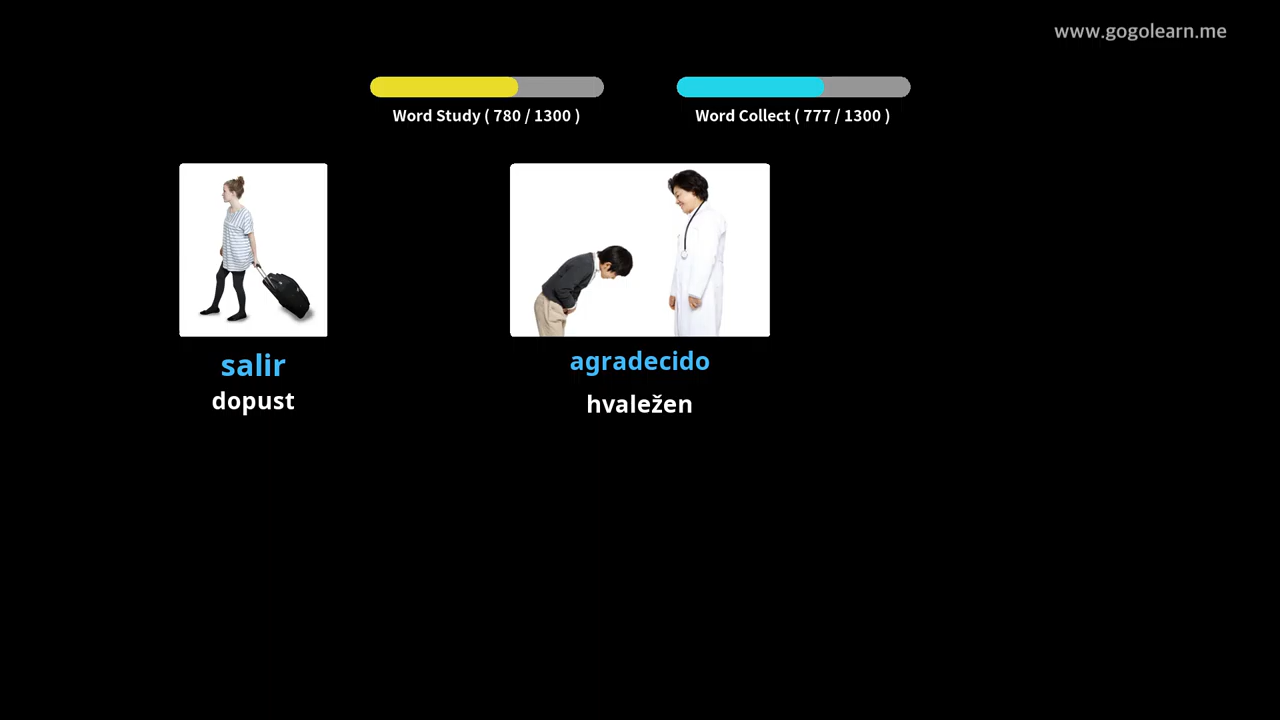 www.gogolearn.me
Word Study ( 780 / 1300 )
Word Collect ( 777 / 1300 )
salir
dopust
agradecido
hvaležen